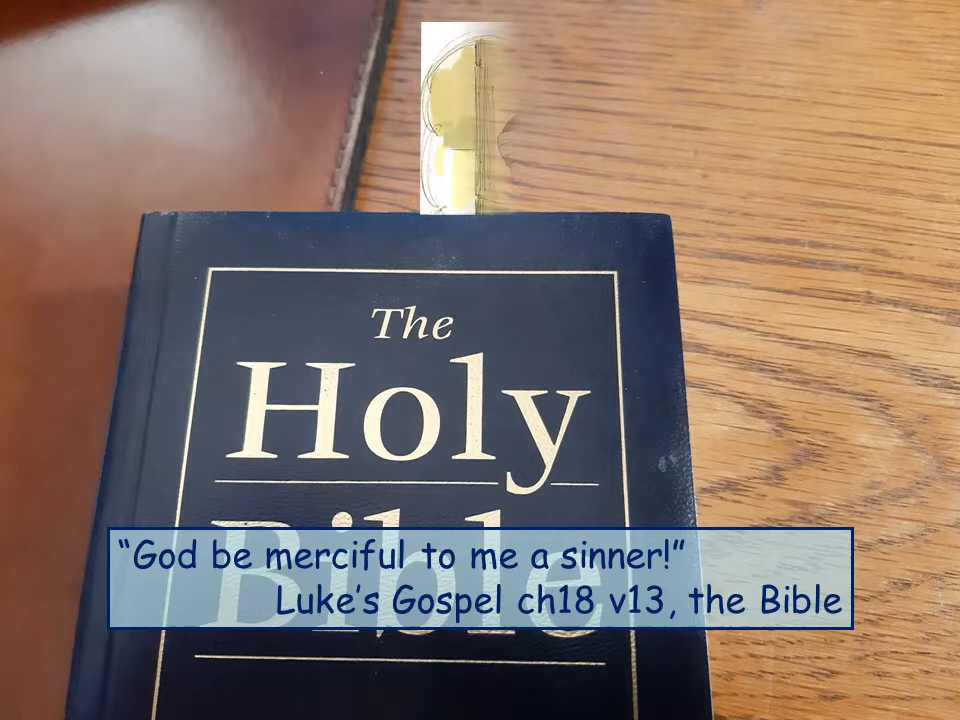 The
Holy
Bible
“God be merciful to me a sinner!”
Luke’s Gospel ch18 v13, the Bible